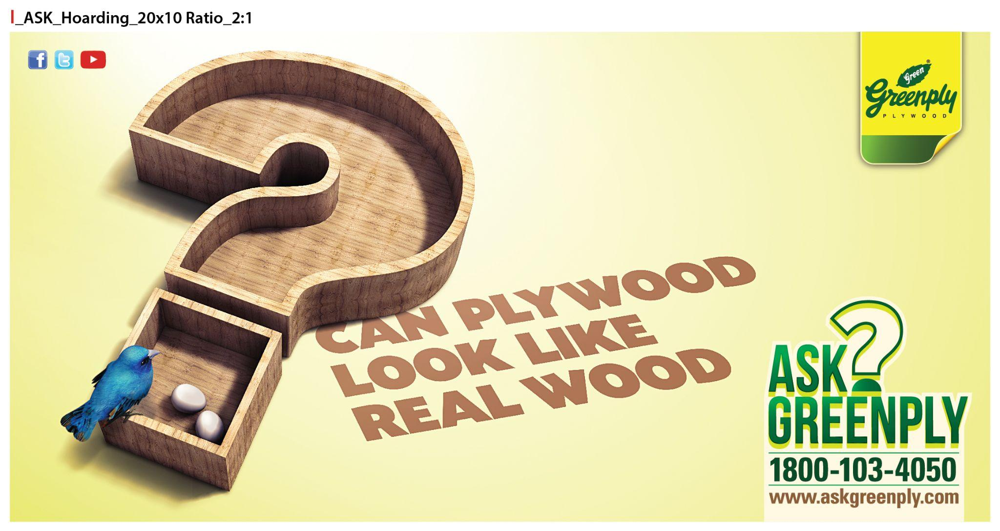 I_ASK_Hoarding_20x10 Ratio_2:1
f t
Green®
Greenply
PLYWOOD
CAN PLYWOOD
LOOK LIKE
REAL WOOD
ASK?
GREENPLY
1800-103-4050
www.askgreenply.com